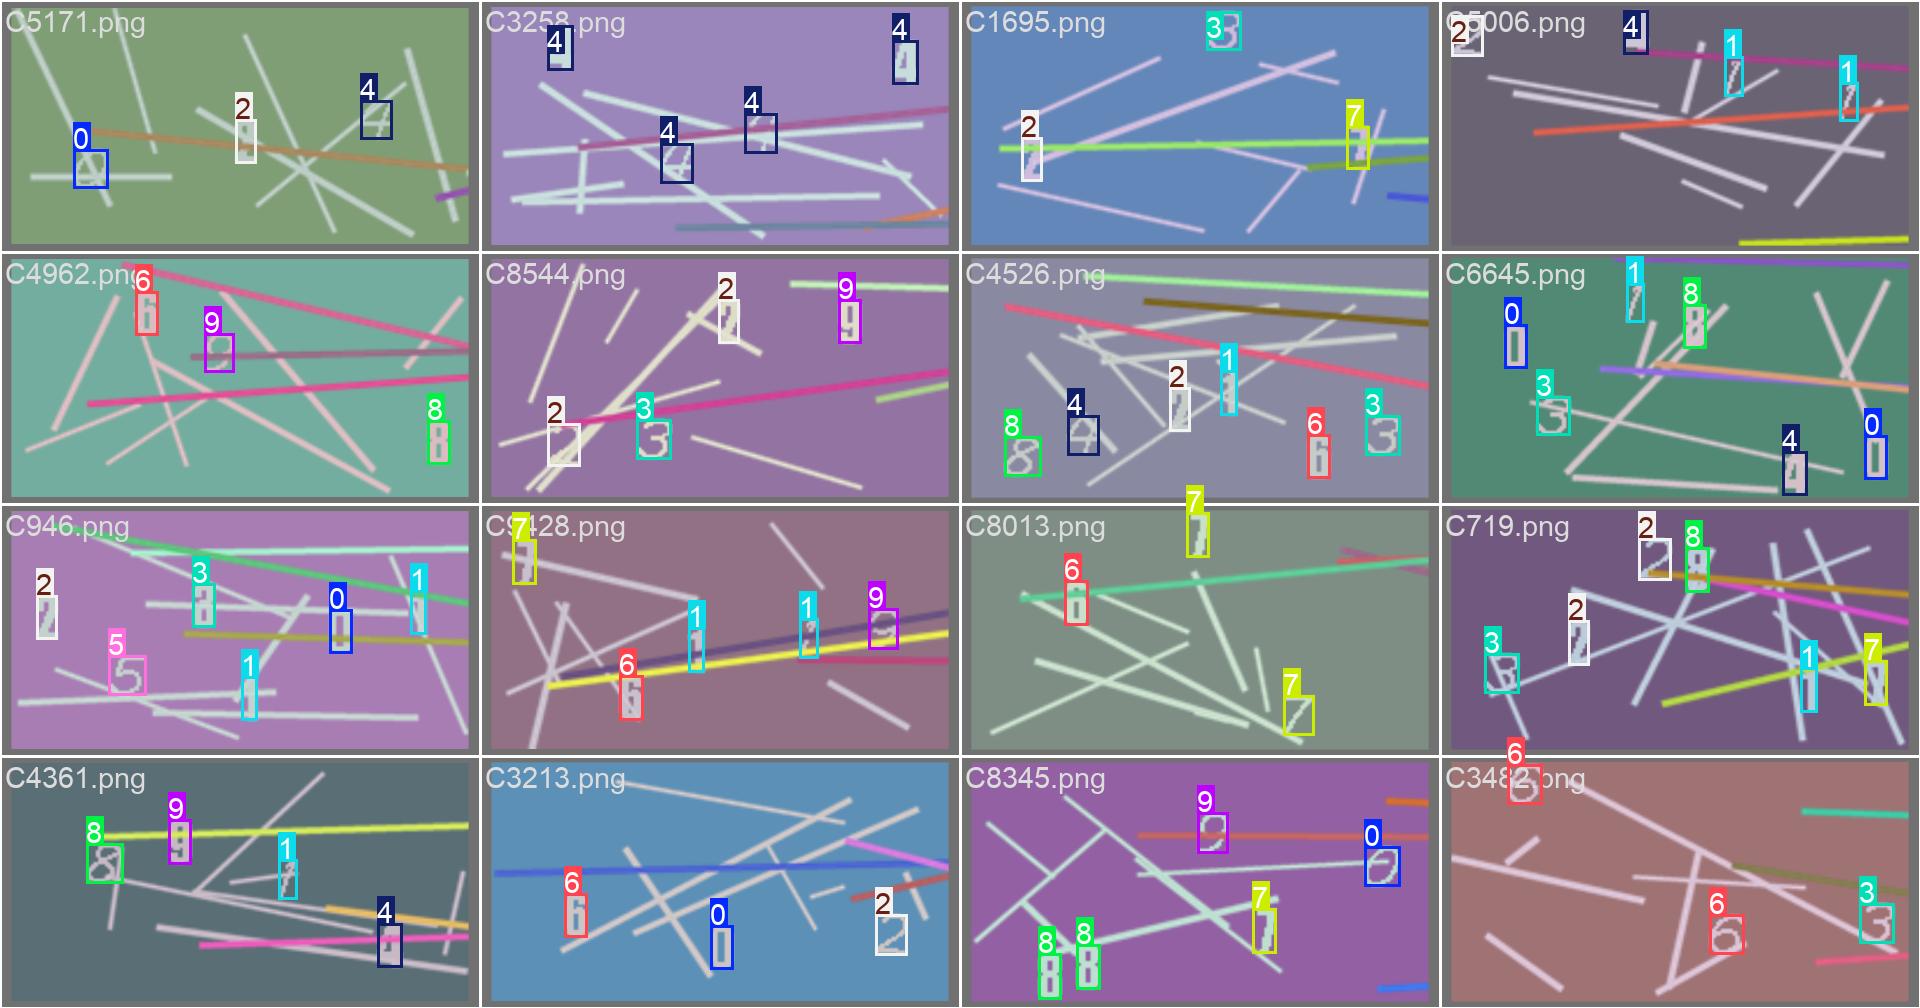 C5171.png
0 2 4
C3258.png
4 4 4 4
C1695.png
3 2 7
C5006.png
2 4 1 1
C4962.png
6 9 8
C8544.png
2 9 2 3
C4526.png
8 4 2 1 6 3
C6645.png
0 1 8 3 4 0
C946.png
2 3 0 1 5 1
C9428.png
7 1 1 9 6
C8013.png
7 6 7
C719.png
2 8 2 3 1 7
C4361.png
8 9 1 4
C3213.png
6 0 2
C8345.png
9 0 7 8 8
C3482.png
6 6 3